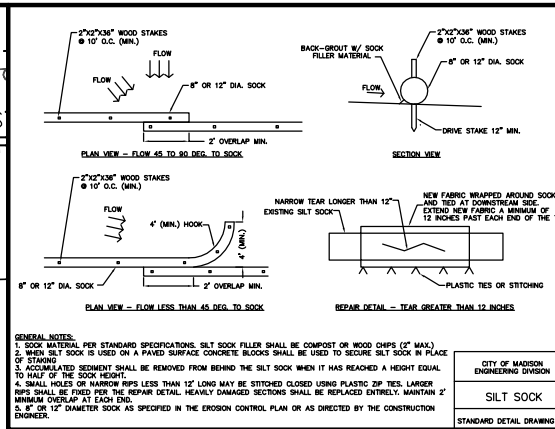 2"X2"X36" WOOD STAKES
@ 10' O.C. (MIN.)
FLOW
FLOW
8" OR 12" DIA. SOCK
2' OVERLAP MIN.
PLAN VIEW - FLOW 45 TO 90 DEG. TO SOCK
BACK-GROUT W/ SOCK
FILLER MATERIAL
FLOW
2"X2"X36" WOOD STAKES
@ 10' O.C. (MIN.)
8" OR 12" DIA. SOCK
DRIVE STAKE 12" MIN.
SECTION VIEW
2"X2"X36" WOOD STAKES
@ 10' O.C. (MIN.)
FLOW
4' (MIN.) HOOK
4' (MIN.)
8" OR 12" DIA. SOCK
2' OVERLAP MIN.
PLAN VIEW - FLOW LESS THAN 45 DEG. TO SOCK
NARROW TEAR LONGER THAN 12"
EXISTING SILT SOCK
NEW FABRIC WRAPPED AROUND SOCK
AND TIED AT DOWNSTREAM SIDE.
EXTEND NEW FABRIC A MINIMUM OF
12 INCHES PAST EACH END OF THE
PLASTIC TIES OR STITCHING
REPAIR DETAIL - TEAR GREATER THAN 12 INCHES
GENERAL NOTES:
1. SOCK MATERIAL PER STANDARD SPECIFICATIONS. SILT SOCK FILLER SHALL BE COMPOST OR WOOD CHIPS (2" MAX.)
2. WHEN SILT SOCK IS USED ON A PAVED SURFACE CONCRETE BLOCKS SHALL BE USED TO SECURE SILT SOCK IN PLACE
OF STAKING
3. ACCUMULATED SEDIMENT SHALL BE REMOVED FROM BEHIND THE SILT SOCK WHEN IT HAS REACHED A HEIGHT EQUAL
TO HALF OF THE SOCK HEIGHT.
4. SMALL HOLES OR NARROW RIPS LESS THAN 12" LONG MAY BE STITCHED CLOSED USING PLASTIC ZIP TIES. LARGER
RIPS SHALL BE FIXED PER THE REPAIR DETAIL. HEAVILY DAMAGED SECTIONS SHALL BE REPLACED ENTIRELY. MAINTAIN 2'
MINIMUM OVERLAP AT EACH END.
5. 8" OR 12" DIAMETER SOCK AS SPECIFIED IN THE EROSION CONTROL PLAN OR AS DIRECTED BY THE CONSTRUCTION
ENGINEER.
CITY OF MADISON
ENGINEERING DIVISION
SILT SOCK
STANDARD DETAIL DRAWING